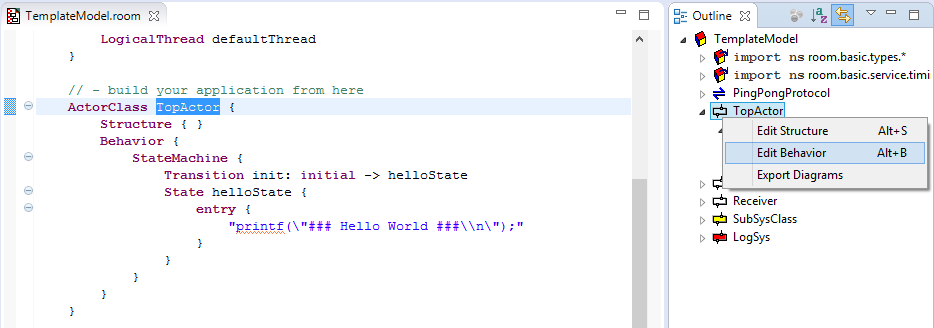 TemplateModel.room
LogicalThread defaultThread
}
// - build your application from here
ActorClass TopActor {
Structure { }
Behavior {
StateMachine {
Transition init: initial -> helloState
State helloState {
entry {
"printf(\"### Hello World ###\\n\");"
}
}
}
}
}
Outline
TemplateModel
import ns room.basic.types.*
import ns room.basic.service.timi
PingPongProtocol
TopActor
Edit Structure Alt+S
Edit Behavior Alt+B
Export Diagrams
Receiver
SubSysClass
LogSys